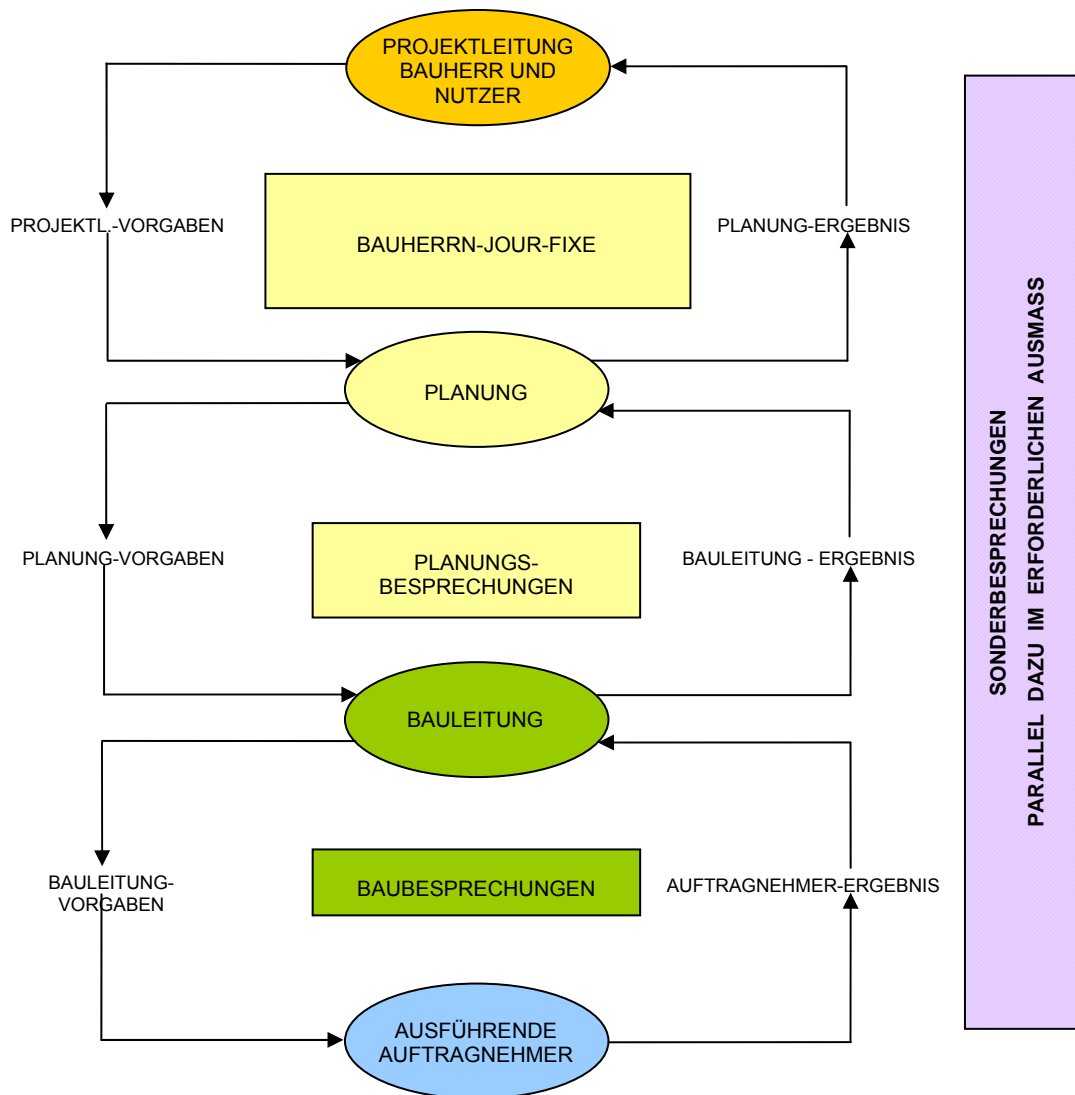 PROJEKTLEITUNG
BAUHERR UND
NUTZER
PROJEKTL.-VORGABEN
BAUHERRN-JOUR-FIXE
PLANUNG-ERGEBNIS
PLANUNG
PLANUNG-VORGABEN
PLANUNGS-
BESPRECHUNGEN
BAULEITUNG - ERGEBNIS
BAULEITUNG
BAULEITUNG-
VORGABEN
BAUBESPRECHUNGEN
AUFTRAGNEHMER-ERGEBNIS
AUSFÜHRENDE
AUFTRAGNEHMER
SONDERBESPRECHUNGEN
PARALLEL DAZU IM ERFORDERLICHEN AUSMASS